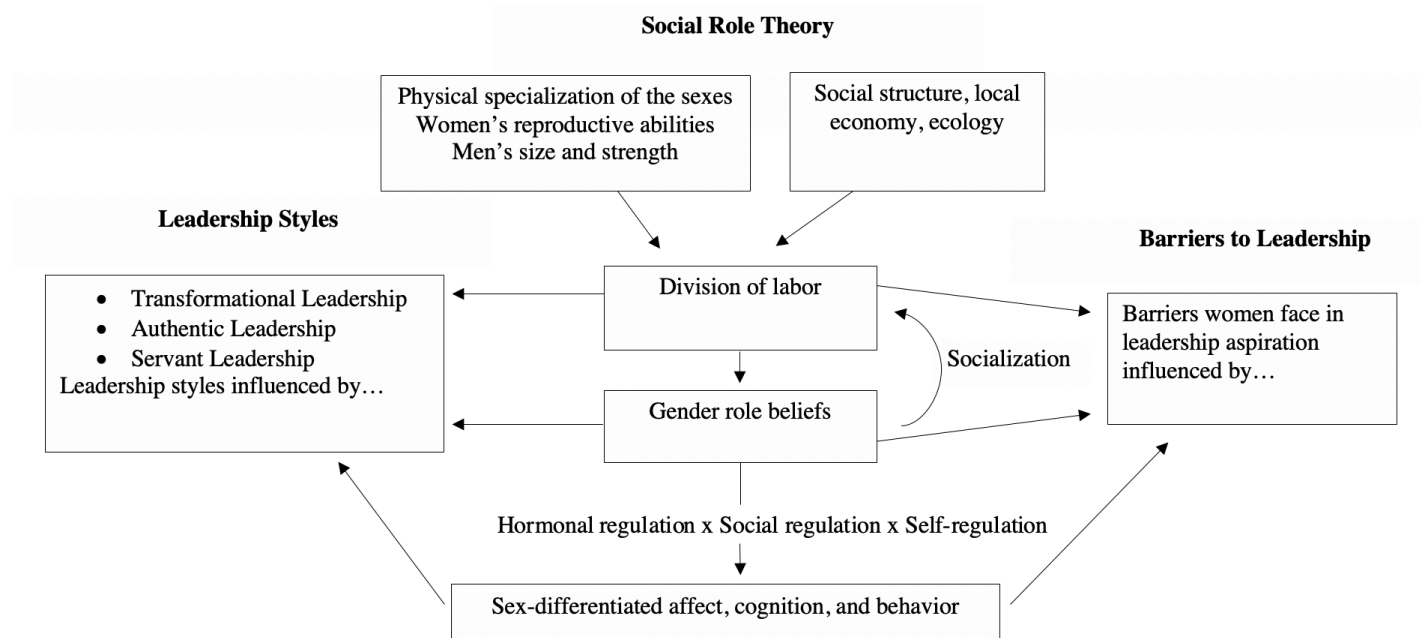 Social Role Theory
Physical specialization of the sexes
Women’s reproductive abilities
Men’s size and strength
Social structure, local
economy, ecology
Leadership Styles
Barriers to Leadership
• Transformational Leadership
• Authentic Leadership
• Servant Leadership
Leadership styles influenced by…
Division of labor
Barriers women face in
leadership aspiration
influenced by…
Socialization
Gender role beliefs
Hormonal regulation x Social regulation x Self-regulation
Sex-differentiated affect, cognition, and behavior